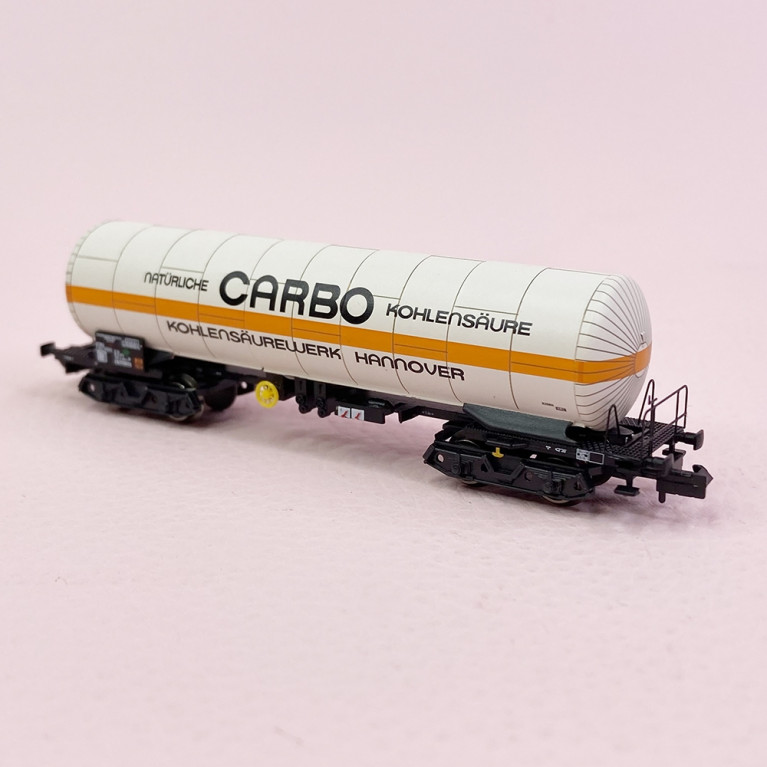 NATÜRLICHE CARBO KOHLENSÄURE
KOHLENSÄUREWERK HANNOVER